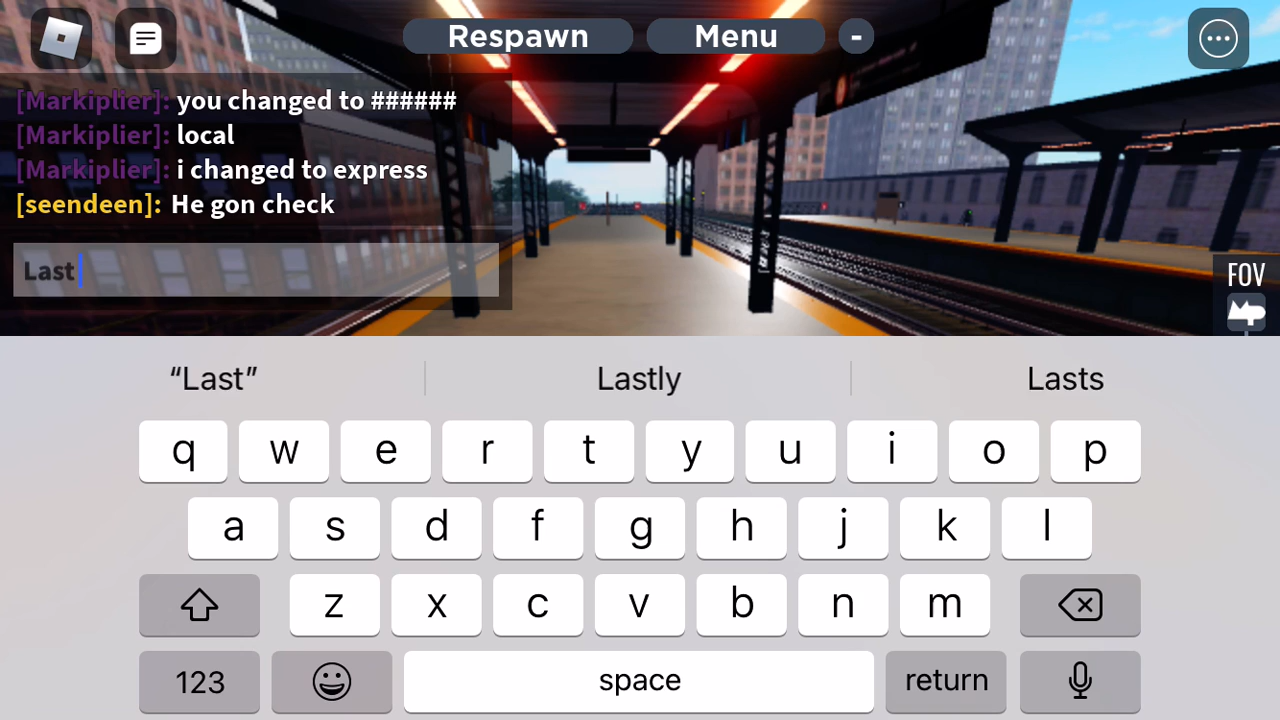 Respawn Menu -
[Markiplier]: you changed to ######
[Markiplier]: local
[Markiplier]: i changed to express
[seendeen]: He gon check
Last
FOV
“Last” Lastly Lasts
q w e r t y u i o p
a s d f g h j k l
z x c v b n m
123 space return